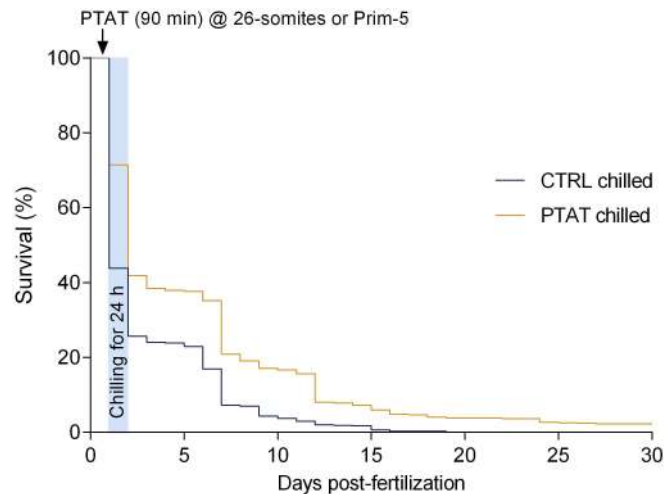 PTAT (90 min) @ 26-somites or Prim-5
100
80
60
40
20
0
Survival (%)
Chilling for 24 h
CTRL chilled
PTAT chilled
0 5 10 15 20 25 30
Days post-fertilization